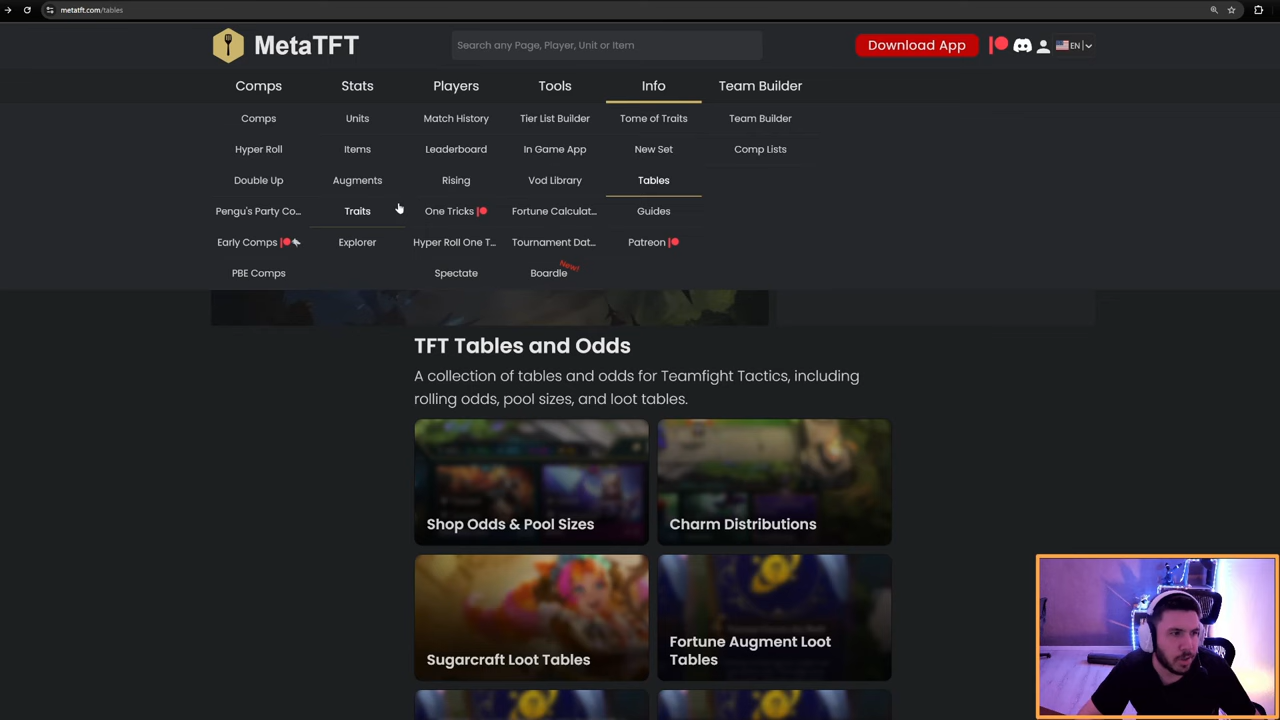 metatft.com/tables
MetaTFT
Search any Page, Player, Unit or Item
Download App
EN
Comps
Stats
Players
Tools
Info
Team Builder
Comps
Units
Match History
Tier List Builder
Tome of Traits
Team Builder
Hyper Roll
Items
Leaderboard
In Game App
New Set
Comp Lists
Double Up
Augments
Rising
Vod Library
Tables
Pengu's Party Co...
Traits
One Tricks
Fortune Calculat...
Guides
Early Comps
Explorer
Hyper Roll One T...
Tournament Dat...
Patreon
PBE Comps
Spectate
Boardle
New!
TFT Tables and Odds
A collection of tables and odds for Teamfight Tactics, including
rolling odds, pool sizes, and loot tables.
Shop Odds & Pool Sizes
Charm Distributions
Sugarcraft Loot Tables
Fortune Augment Loot
Tables